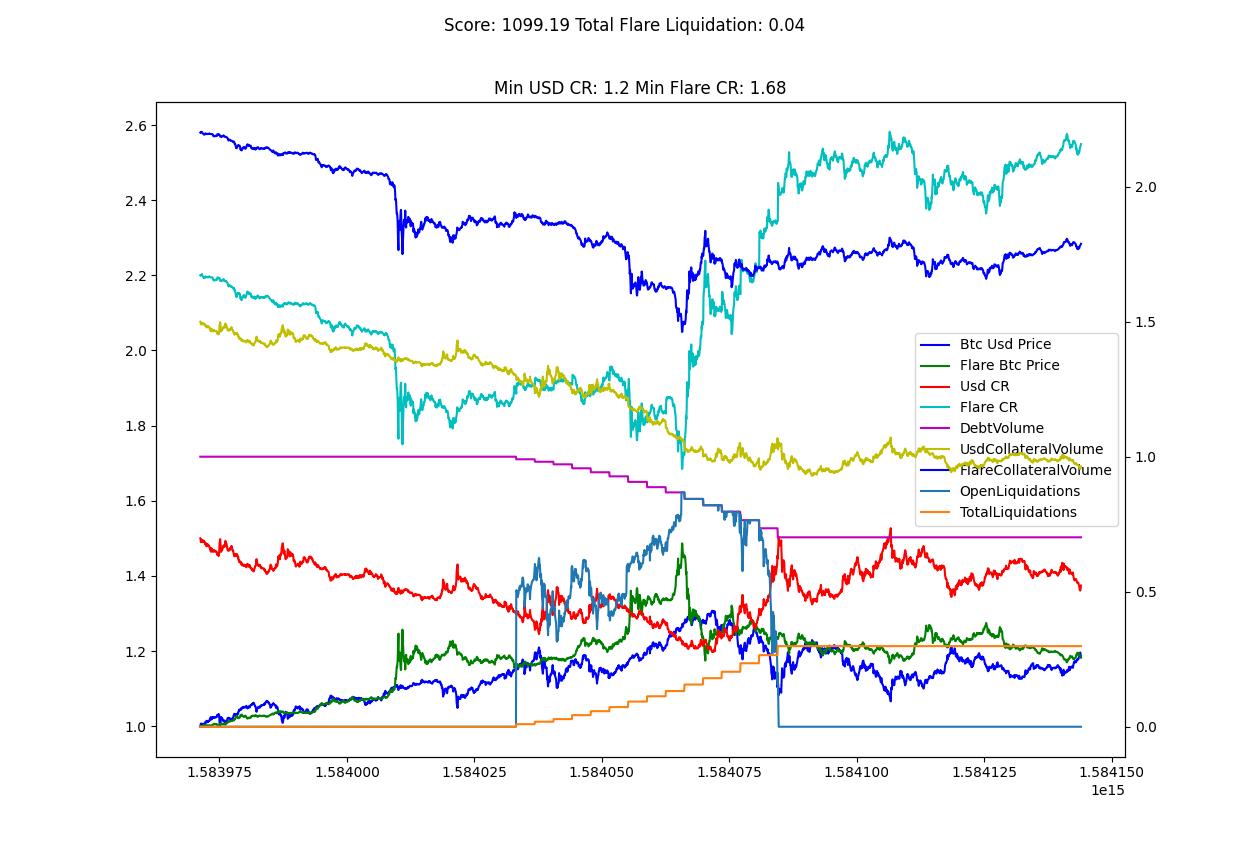 Score: 1099.19 Total Flare Liquidation: 0.04
Min USD CR: 1.2 Min Flare CR: 1.68
2.6
2.4
2.2
2.0
1.8
1.6
1.4
1.2
1.0
2.0
1.5
1.0
0.5
0.0
Btc Usd Price
Flare Btc Price
Usd CR
Flare CR
DebtVolume
UsdCollateralVolume
FlareCollateralVolume
OpenLiquidations
TotalLiquidations
1.583975 1.584000 1.584025 1.584050 1.584075 1.584100 1.584125 1.584150
1e15